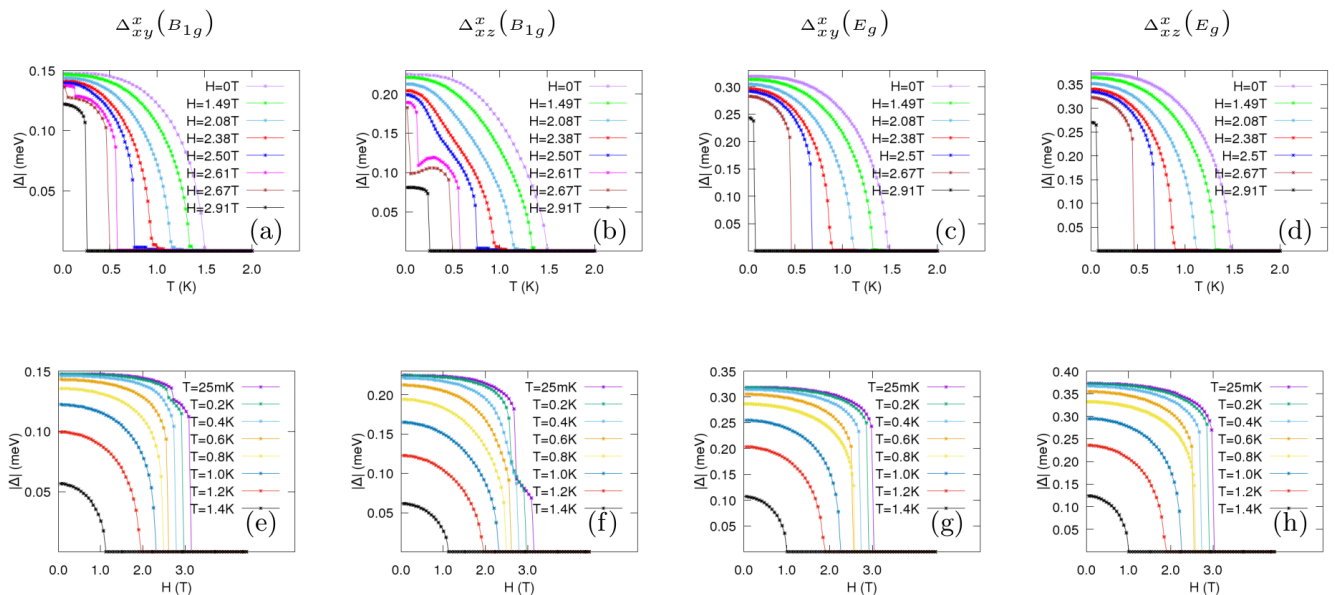 Δ^x_{xy}(B_{1g}) Δ^x_{xz}(B_{1g}) Δ^x_{xy}(E_g) Δ^x_{xz}(E_g)
|Δ| (meV)
0.15
0.10
0.05
H=0T
H=1.49T
H=2.08T
H=2.38T
H=2.50T
H=2.61T
H=2.67T
H=2.91T
(a)
0.0 0.5 1.0 1.5 2.0
T (K)
|Δ| (meV)
0.20
0.15
0.10
0.05
H=0T
H=1.49T
H=2.08T
H=2.38T
H=2.50T
H=2.61T
H=2.67T
H=2.91T
(b)
0.0 0.5 1.0 1.5 2.0
T (K)
|Δ| (meV)
0.30
0.25
0.20
0.15
0.10
0.05
H=0T
H=1.49T
H=2.08T
H=2.38T
H=2.5T
H=2.67T
H=2.91T
(c)
0.0 0.5 1.0 1.5 2.0
T (K)
|Δ| (meV)
0.35
0.30
0.25
0.20
0.15
0.10
0.05
H=0T
H=1.49T
H=2.08T
H=2.38T
H=2.5T
H=2.67T
H=2.91T
(d)
0.0 0.5 1.0 1.5 2.0
T (K)
|Δ| (meV)
0.15
0.10
0.05
T=25mK
T=0.2K
T=0.4K
T=0.6K
T=0.8K
T=1.0K
T=1.2K
T=1.4K
(e)
0.0 1.0 2.0 3.0
H (T)
|Δ| (meV)
0.20
0.15
0.10
0.05
T=25mK
T=0.2K
T=0.4K
T=0.6K
T=0.8K
T=1.0K
T=1.2K
T=1.4K
(f)
0.0 1.0 2.0 3.0
H (T)
|Δ| (meV)
0.35
0.30
0.25
0.20
0.15
0.10
0.05
T=25mK
T=0.2K
T=0.4K
T=0.6K
T=0.8K
T=1.0K
T=1.2K
T=1.4K
(g)
0.0 1.0 2.0 3.0
H (T)
|Δ| (meV)
0.40
0.35
0.30
0.25
0.20
0.15
0.10
0.05
T=25mK
T=0.2K
T=0.4K
T=0.6K
T=0.8K
T=1.0K
T=1.2K
T=1.4K
(h)
0.0 1.0 2.0 3.0
H (T)